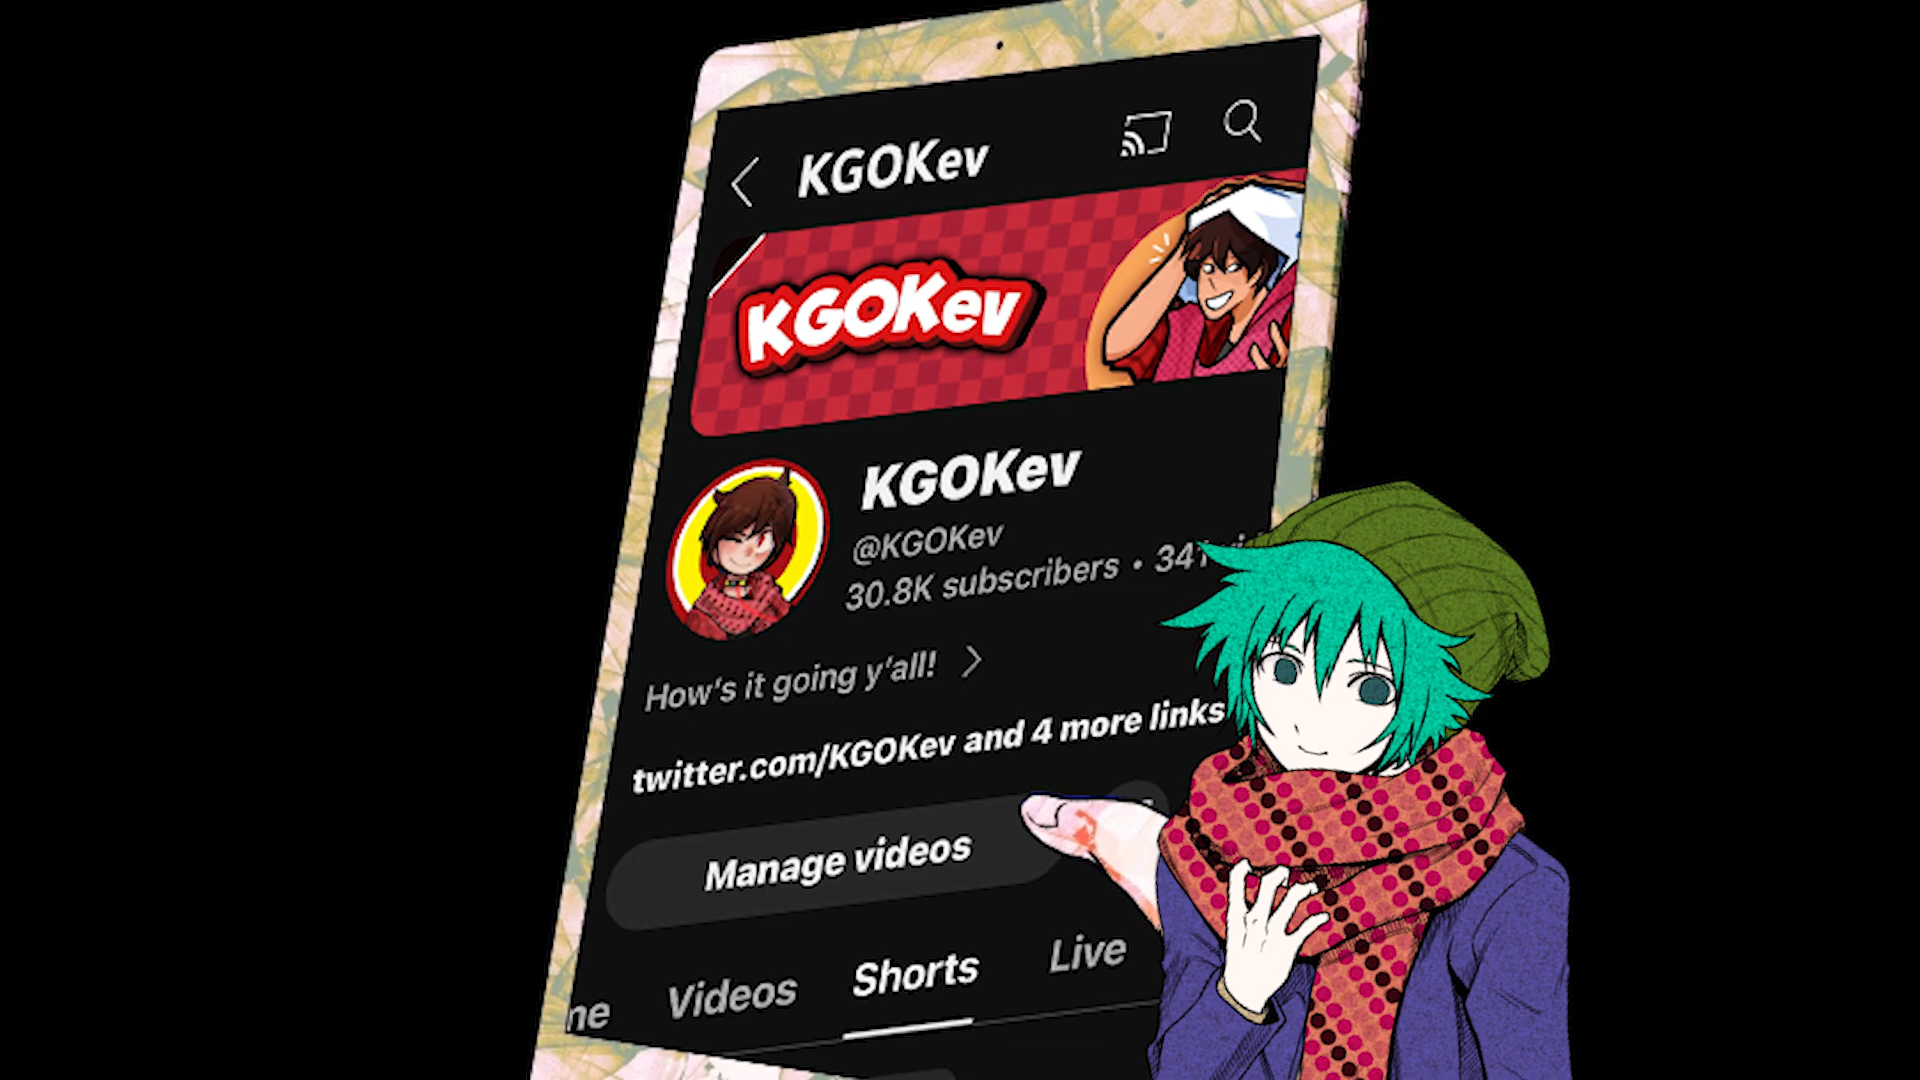 KGOKev
KGOKev
KGOKev
@KGOKev
30.8K subscribers • 341
How's it going y'all!
twitter.com/KGOKev and 4 more links
Manage videos
Videos Shorts Live